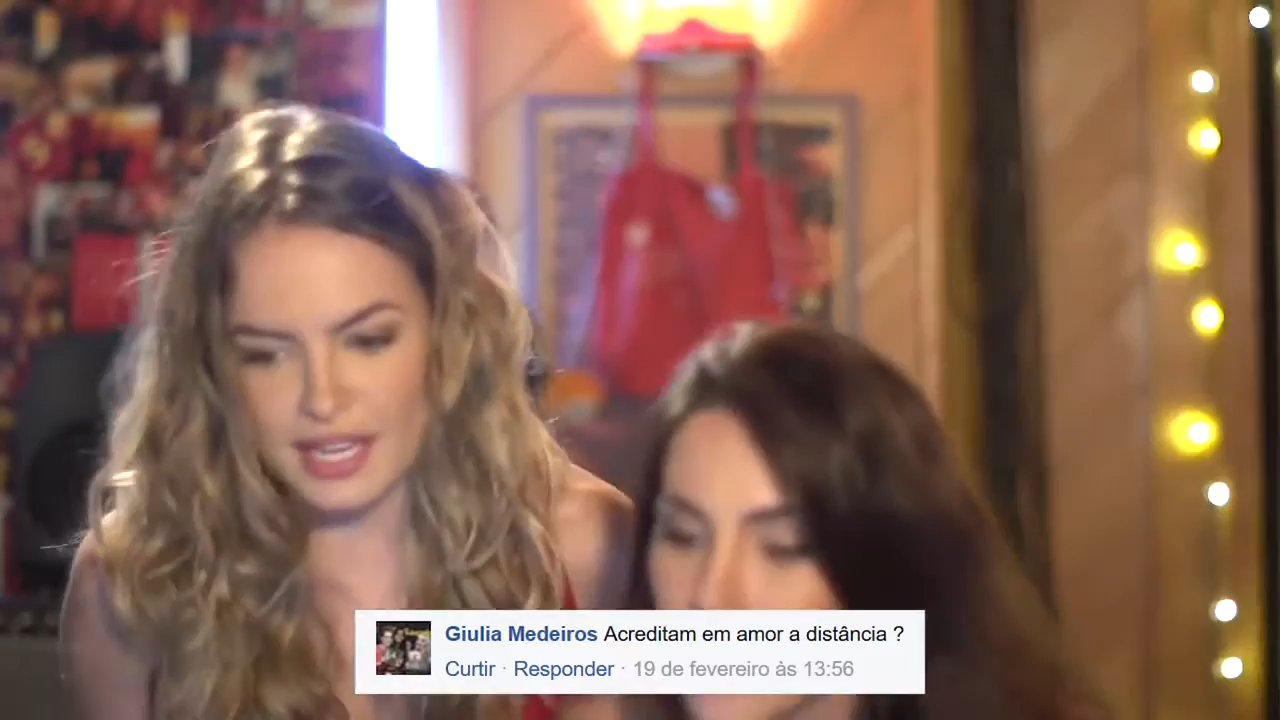 Giulia Medeiros Acreditam em amor a distância ?
Curtir · Responder · 19 de fevereiro às 13:56